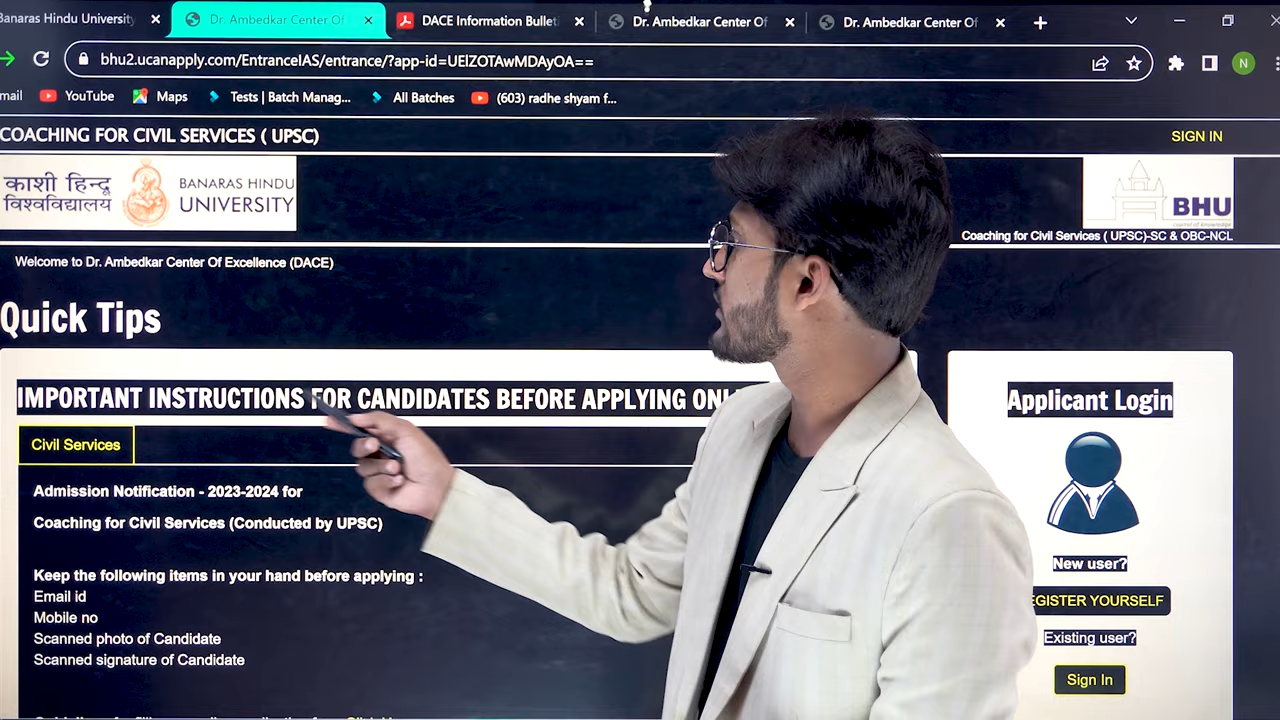 Banaras Hindu University
Dr. Ambedkar Center Of
DACE Information Bulleti
Dr. Ambedkar Center Of
Dr. Ambedkar Center Of
bhu2.ucanapply.com/EntranceIAS/entrance/?app-id=UElZOTAwMDAyOA==
N
mail
YouTube
Maps
Tests | Batch Manag...
All Batches
(603) radhe shyam f...
COACHING FOR CIVIL SERVICES ( UPSC)
SIGN IN
काशी हिन्दू
विश्वविद्यालय
BANARAS HINDU
UNIVERSITY
BHU
Coaching for Civil Services ( UPSC)-SC & OBC-NCL
Welcome to Dr. Ambedkar Center Of Excellence (DACE)
Quick Tips
IMPORTANT INSTRUCTIONS FOR CANDIDATES BEFORE APPLYING ONL
Applicant Login
Civil Services
Admission Notification - 2023-2024 for
Coaching for Civil Services (Conducted by UPSC)
Keep the following items in your hand before applying :
Email id
Mobile no
Scanned photo of Candidate
Scanned signature of Candidate
New user?
EGISTER YOURSELF
Existing user?
Sign In